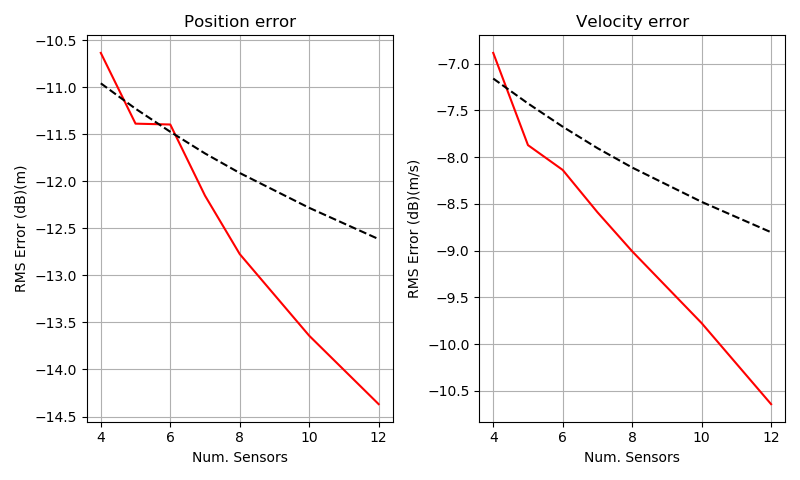 Position error
−10.5
−11.0
−11.5
−12.0
−12.5
−13.0
−13.5
−14.0
−14.5
RMS Error (dB)(m)
4 6 8 10 12
Num. Sensors
Velocity error
−7.0
−7.5
−8.0
−8.5
−9.0
−9.5
−10.0
−10.5
RMS Error (dB)(m/s)
4 6 8 10 12
Num. Sensors